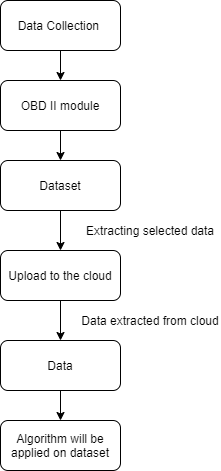 Data Collection
OBD II module
Dataset
Extracting selected data
Upload to the cloud
Data extracted from cloud
Data
Algorithm will be
applied on dataset